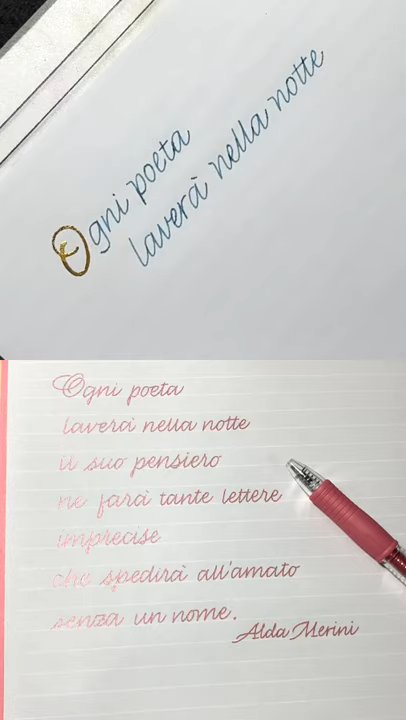 Ogni poeta
laverà nella notte
Ogni poeta
laverà nella notte
il suo pensiero
ne farà tante lettere
imprecise
che spedirà all'amato
senza un nome.
Alda Merini